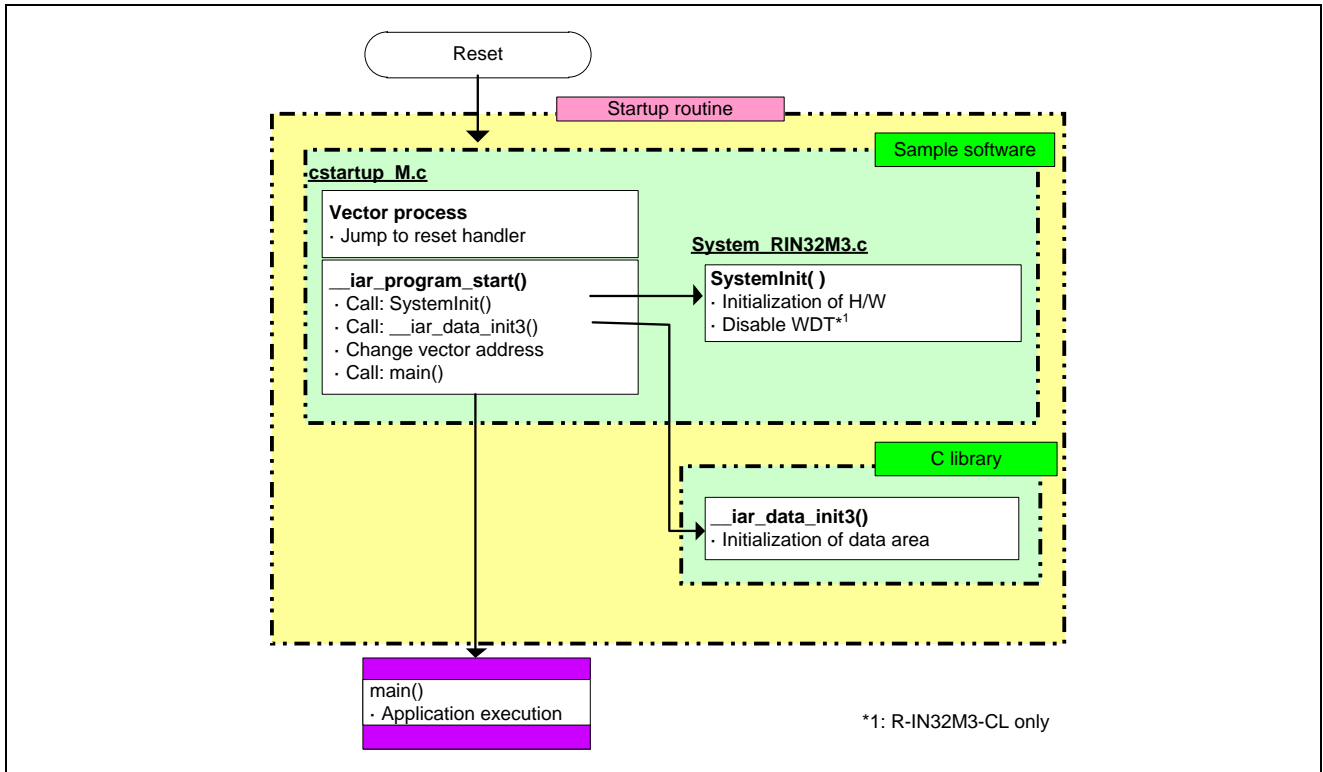 Reset
Startup routine
Sample software
cstartup_M.c
Vector process
· Jump to reset handler
__iar_program_start()
· Call: SystemInit()
· Call: __iar_data_init3()
· Change vector address
· Call: main()
System_RIN32M3.c
SystemInit( )
· Initialization of H/W
· Disable WDT*1
C library
__iar_data_init3()
· Initialization of data area
main()
· Application execution
*1: R-IN32M3-CL only